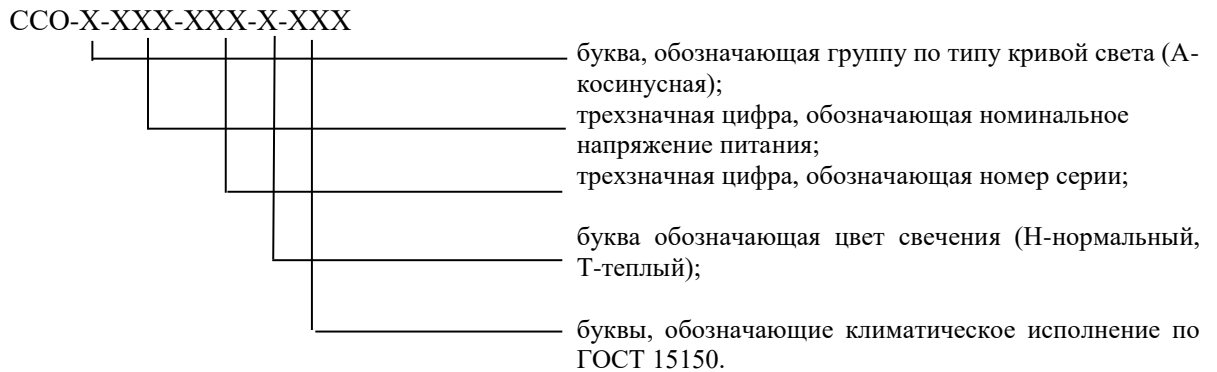 ССО-Х-ХХХ-ХХХ-Х-ХХХ
буква, обозначающая группу по типу кривой света (А-
косинусная);
трехзначная цифра, обозначающая номинальное
напряжение питания;
трехзначная цифра, обозначающая номер серии;
буква обозначающая цвет свечения (Н-нормальный,
Т-теплый);
буквы, обозначающие климатическое исполнение по
ГОСТ 15150.